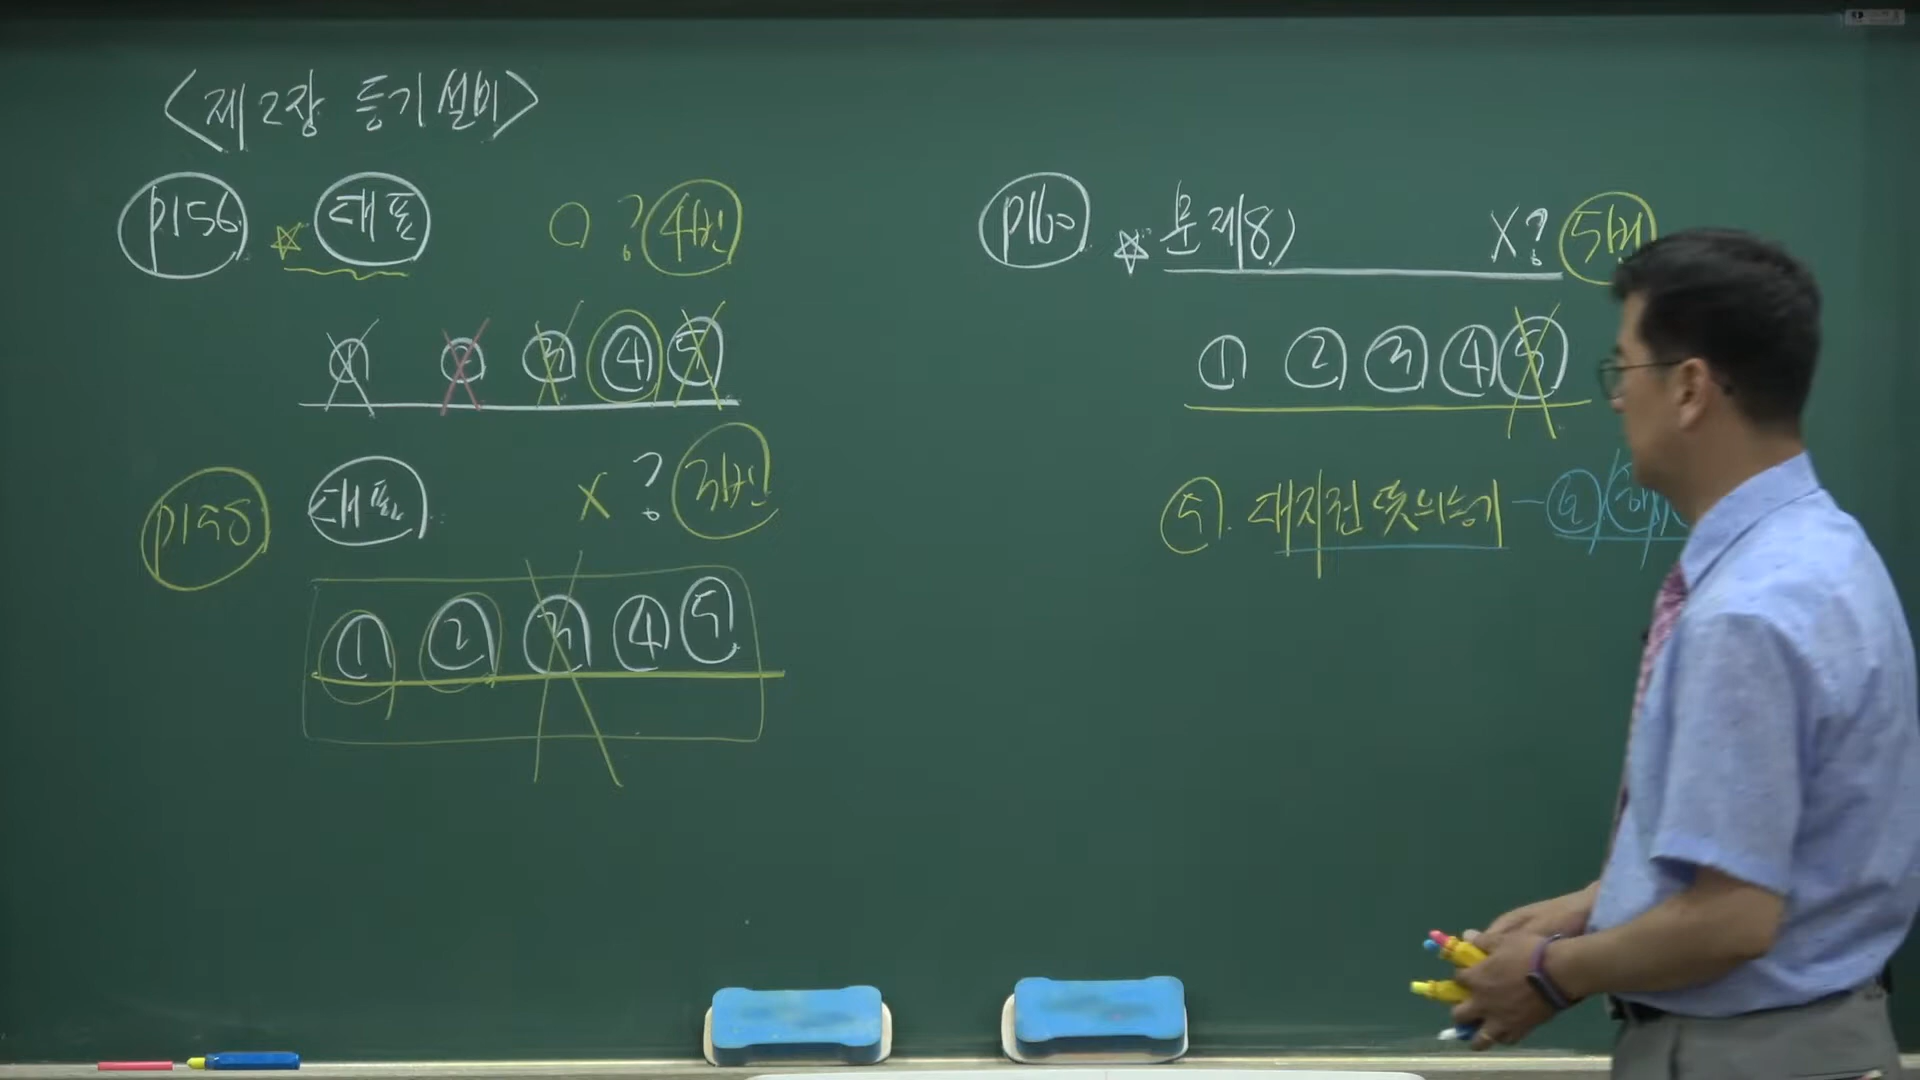 <제2장 등기설비>
p156 ☆ 대표 O ? 4번
① ② ③ ④ ⑤
p158 대표 X ? 3번
① ② ③ ④ ⑤
p160 ☆ 문제8) X? 5번
① ② ③ ④ ⑤
⑤. 대지권 뜻의 등기 –